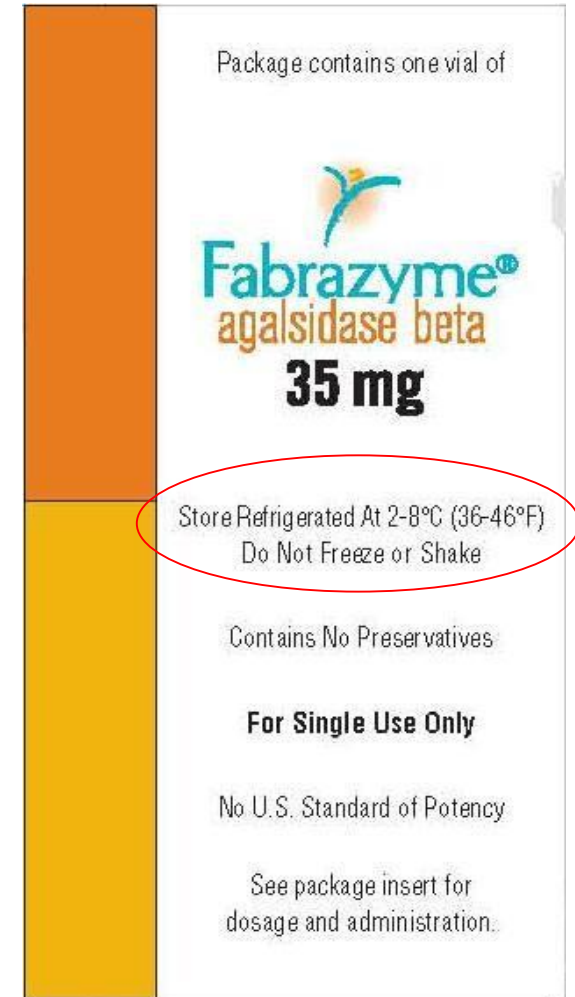 Package contains one vial of
Fabrazyme®
agalsidase beta
35 mg
Store Refrigerated At 2-8°C (36-46°F)
Do Not Freeze or Shake
Contains No Preservatives
For Single Use Only
No U.S. Standard of Potency
See package insert for
dosage and administration.